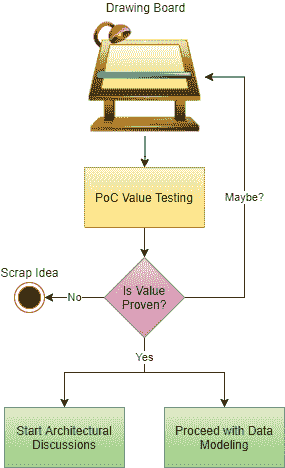 Drawing Board
PoC Value Testing
Maybe?
Is Value
Proven?
No
Scrap Idea
Yes
Start Architectural
Discussions
Proceed with Data
Modeling